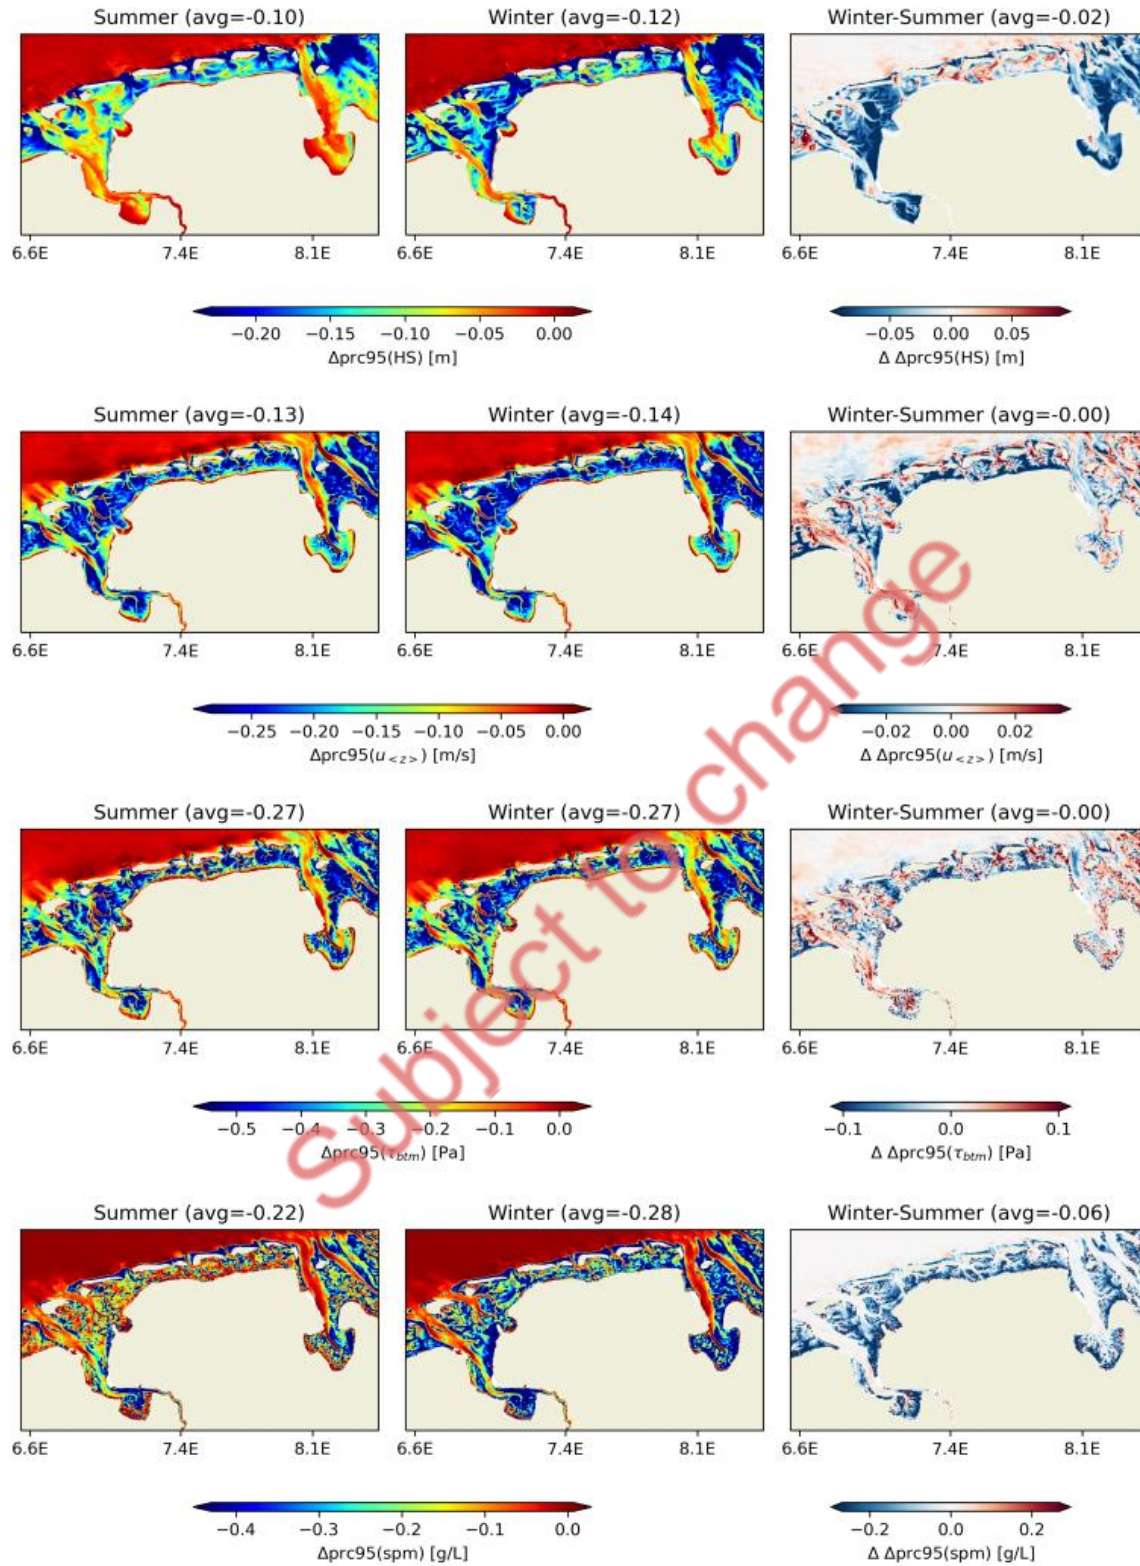 Summer (avg=-0.10) Winter (avg=-0.12) Winter-Summer (avg=-0.02)
6.6E 7.4E 8.1E 6.6E 7.4E 8.1E 6.6E 7.4E 8.1E
−0.20 −0.15 −0.10 −0.05 0.00 −0.05 0.00 0.05
Δprc95(HS) [m] Δ Δprc95(HS) [m]
Summer (avg=-0.13) Winter (avg=-0.14) Winter-Summer (avg=-0.00)
6.6E 7.4E 8.1E 6.6E 7.4E 8.1E 6.6E 7.4E 8.1E
−0.25 −0.20 −0.15 −0.10 −0.05 0.00 −0.02 0.00 0.02
Δprc95(u<z>) [m/s] Δ Δprc95(u<z>) [m/s]
Summer (avg=-0.27) Winter (avg=-0.27) Winter-Summer (avg=-0.00)
6.6E 7.4E 8.1E 6.6E 7.4E 8.1E 6.6E 7.4E 8.1E
−0.5 −0.4 −0.3 −0.2 −0.1 0.0 −0.1 0.0 0.1
Δprc95(τbtm) [Pa] Δ Δprc95(τbtm) [Pa]
Summer (avg=-0.22) Winter (avg=-0.28) Winter-Summer (avg=-0.06)
6.6E 7.4E 8.1E 6.6E 7.4E 8.1E 6.6E 7.4E 8.1E
−0.4 −0.3 −0.2 −0.1 0.0 −0.2 0.0 0.2
Δprc95(spm) [g/L] Δ Δprc95(spm) [g/L]
Subject to change